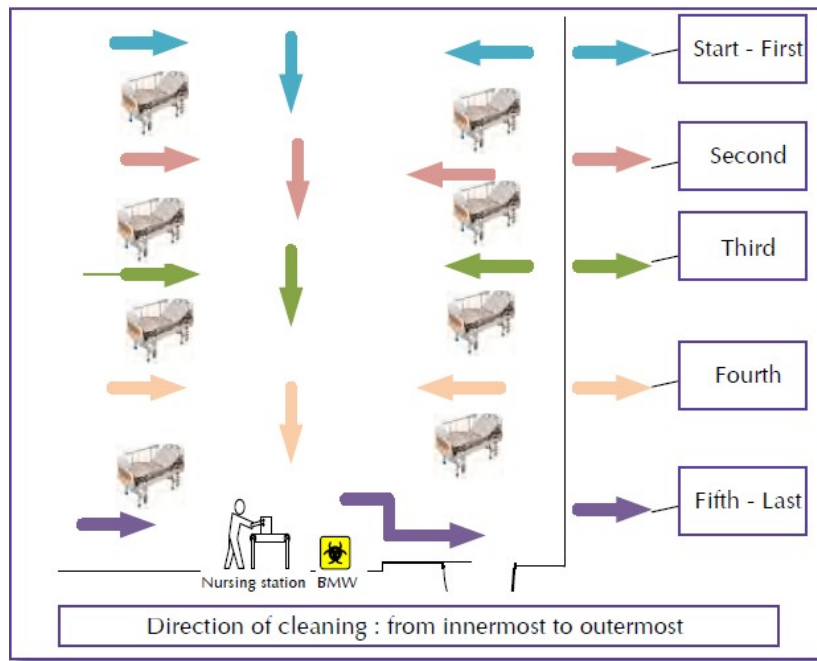 Start - First
Second
Third
Fourth
Fifth - Last
Nursing station BMW
Direction of cleaning : from innermost to outermost